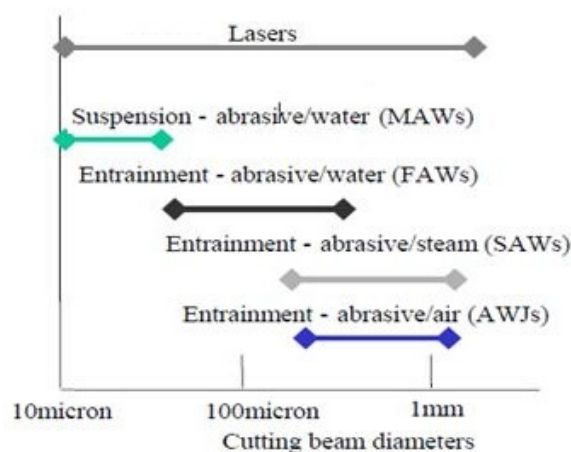 Lasers
Suspension - abrasive/water (MAWs)
Entrainment - abrasive/water (FAWs)
Entrainment - abrasive/steam (SAWs)
Entrainment - abrasive/air (AWJs)
10micron 100micron 1mm
Cutting beam diameters